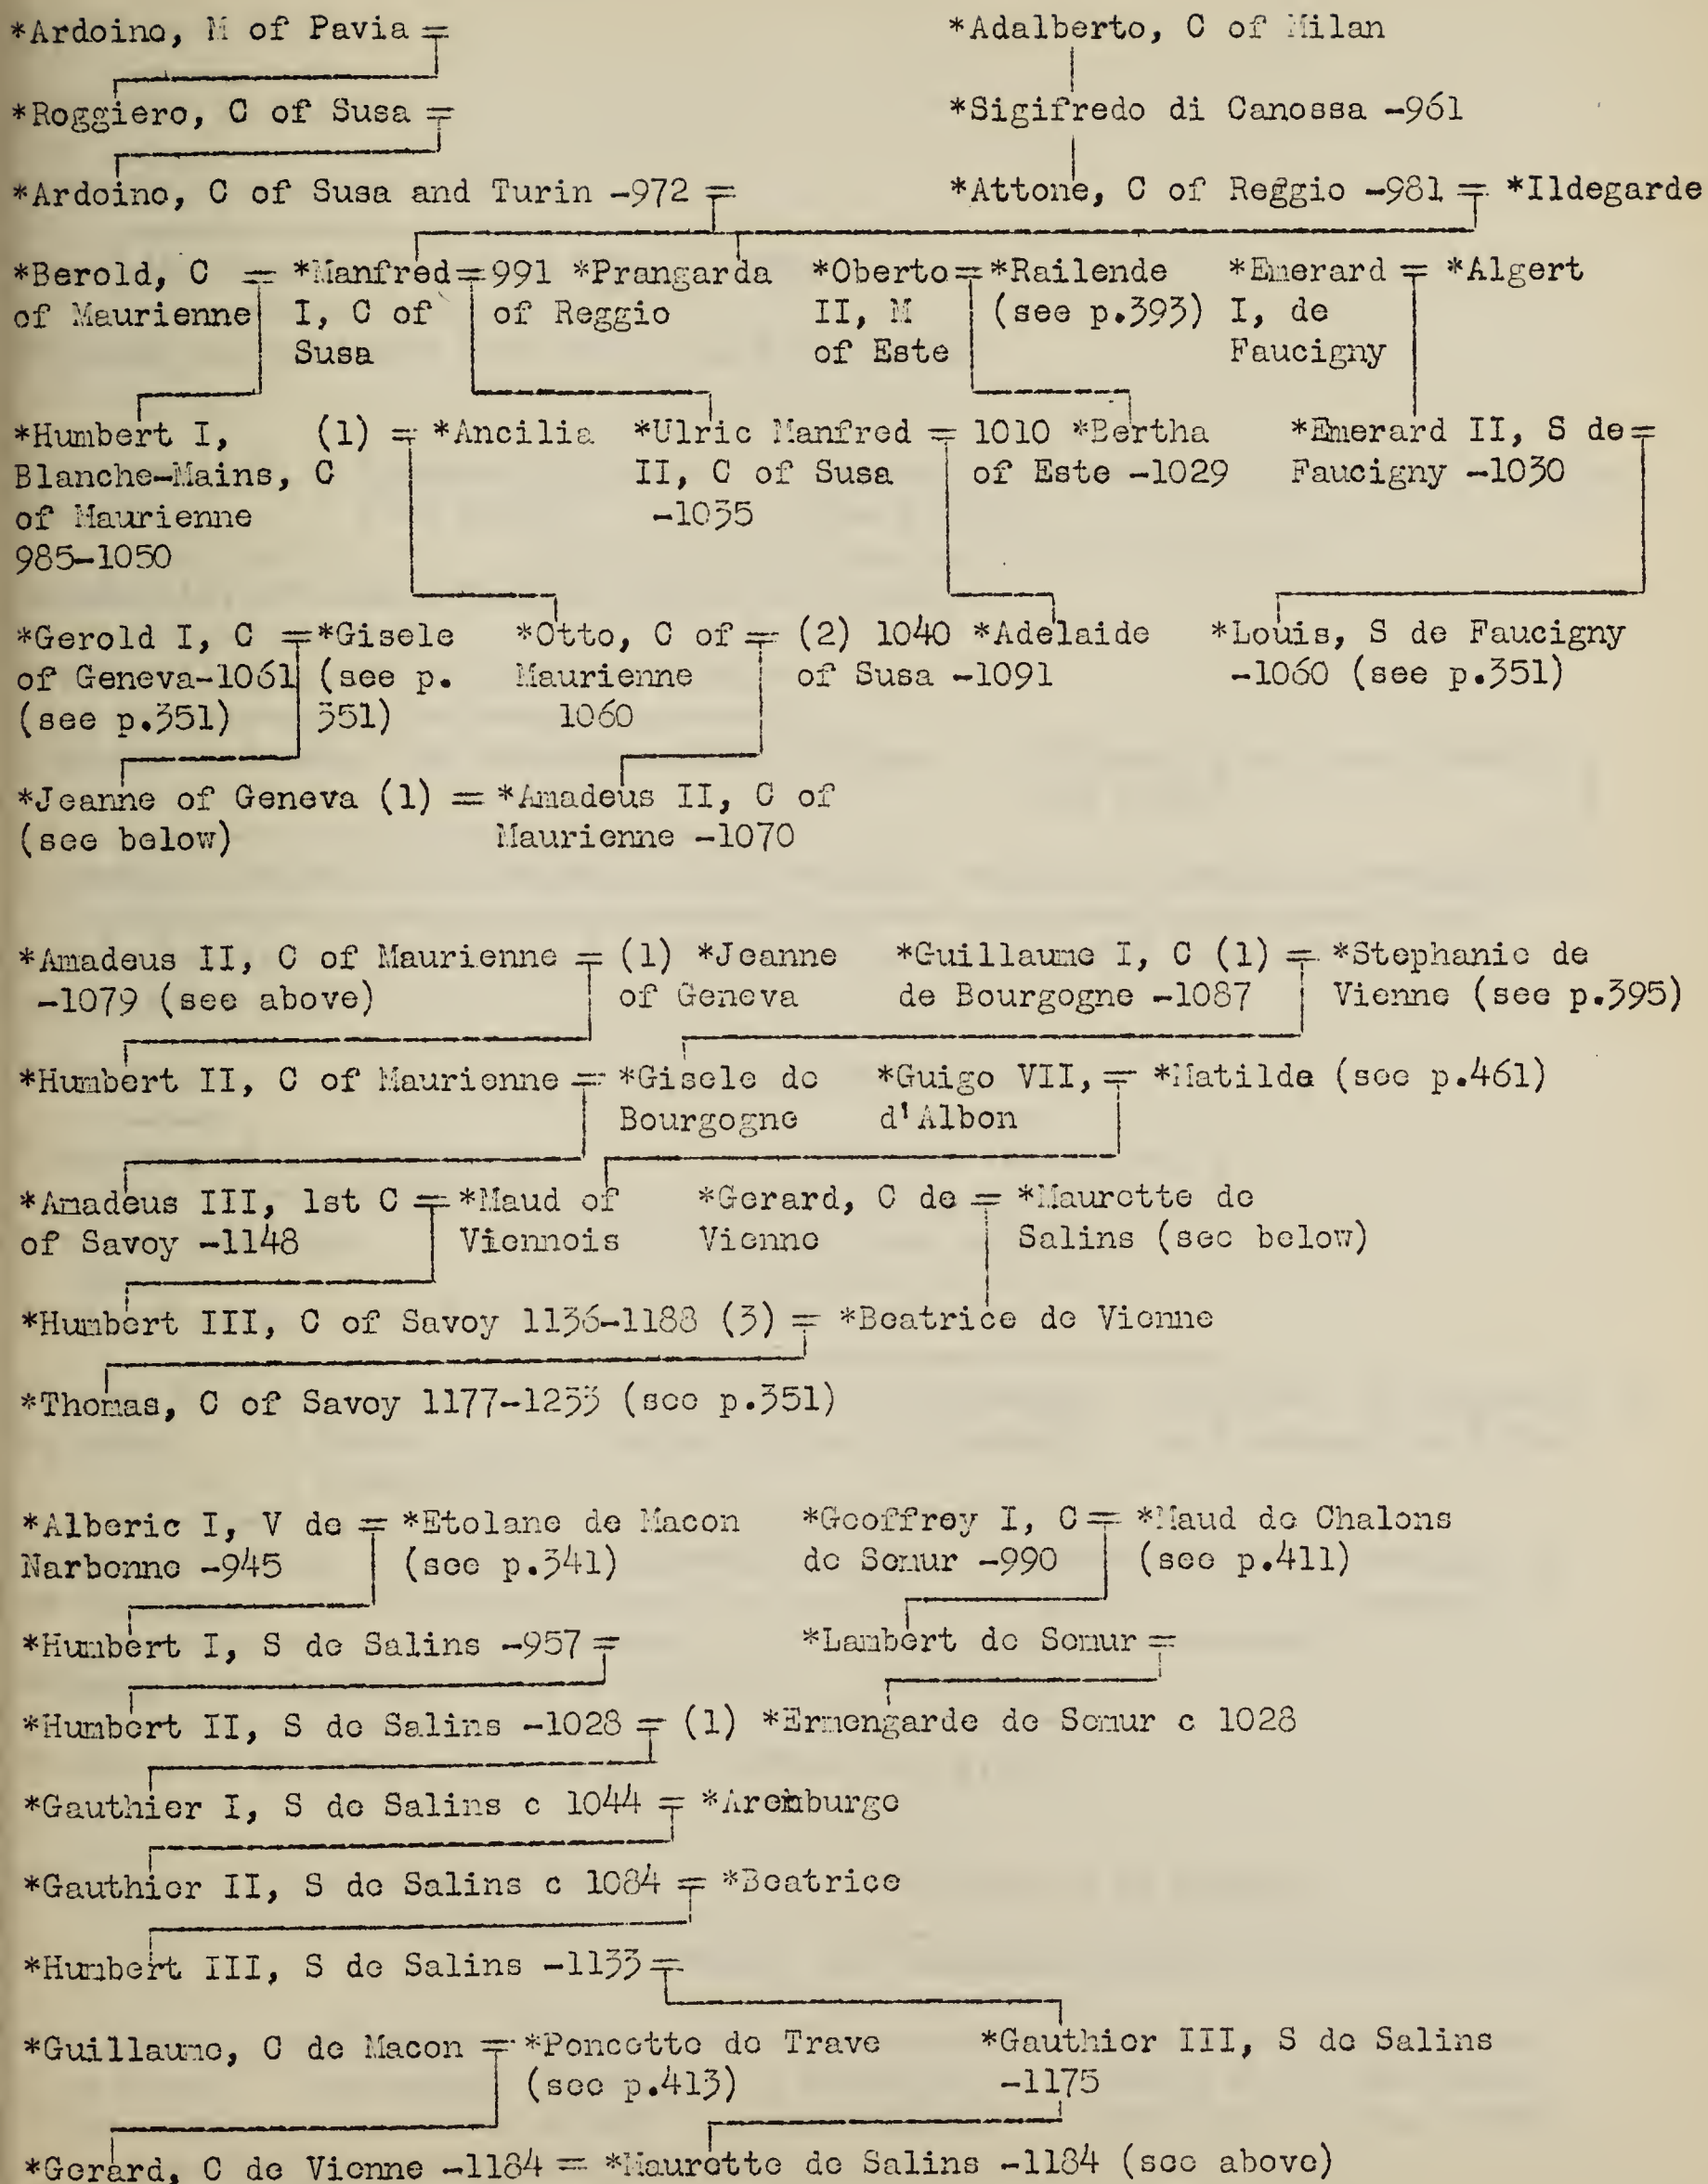 *Ardoino, M of Pavia = *Adalberto, C of Milan
*Roggiero, C of Susa = *Sigifredo di Canossa -961
*Ardoino, C of Susa and Turin -972 = *Attone, C of Reggio -981 = *Ildegarde
*Berold, C = *Manfred = 991 *Prangarda *Oberto = *Railende *Emerard = *Algert
of Maurienne I, C of of Reggio II, M (see p.393) I, de
Susa of Este Faucigny
*Humbert I, (1) = *Ancilia *Ulric Manfred = 1010 *Bertha *Emerard II, S de =
Blanche-Mains, C II, C of Susa of Este -1029 Faucigny -1030
of Maurienne -1035
985-1050
*Gerold I, C = *Gisele *Otto, C of = (2) 1040 *Adelaide *Louis, S de Faucigny
of Geneva-1061 (see p. Maurienne of Susa -1091 -1060 (see p.351)
(see p.351) 351) 1060
*Jeanne of Geneva (1) = *Amadeus II, C of
(see below) Maurienne -1070
*Amadeus II, C of Maurienne = (1) *Jeanne *Guillaume I, C (1) = *Stephanie de
-1079 (see above) of Geneva de Bourgogne -1087 Vienne (see p.395)
*Humbert II, C of Maurienne = *Gisele de *Guigo VII, = *Matilda (see p.461)
Bourgogne d'Albon
*Amadeus III, 1st C = *Maud of *Gerard, C de = *Maurette de
of Savoy -1148 Viennois Vienne Salins (see below)
*Humbert III, C of Savoy 1136-1188 (3) = *Beatrice de Vienne
*Thomas, C of Savoy 1177-1233 (see p.351)
*Alberic I, V de = *Etolane de Macon *Geoffrey I, C = *Maud de Chalons
Narbonne -945 (see p.341) de Semur -990 (see p.411)
*Humbert I, S de Salins -957 = *Lambert de Semur =
*Humbert II, S de Salins -1028 = (1) *Ermengarde de Semur c 1028
*Gauthier I, S de Salins c 1044 = *Aremburge
*Gauthier II, S de Salins c 1084 = *Beatrice
*Humbert III, S de Salins -1133 =
*Guillaume, C de Macon = *Poncette de Trave *Gauthier III, S de Salins
(see p.413) -1175
*Gerard, C de Vienne -1184 = *Maurette de Salins -1184 (see above)